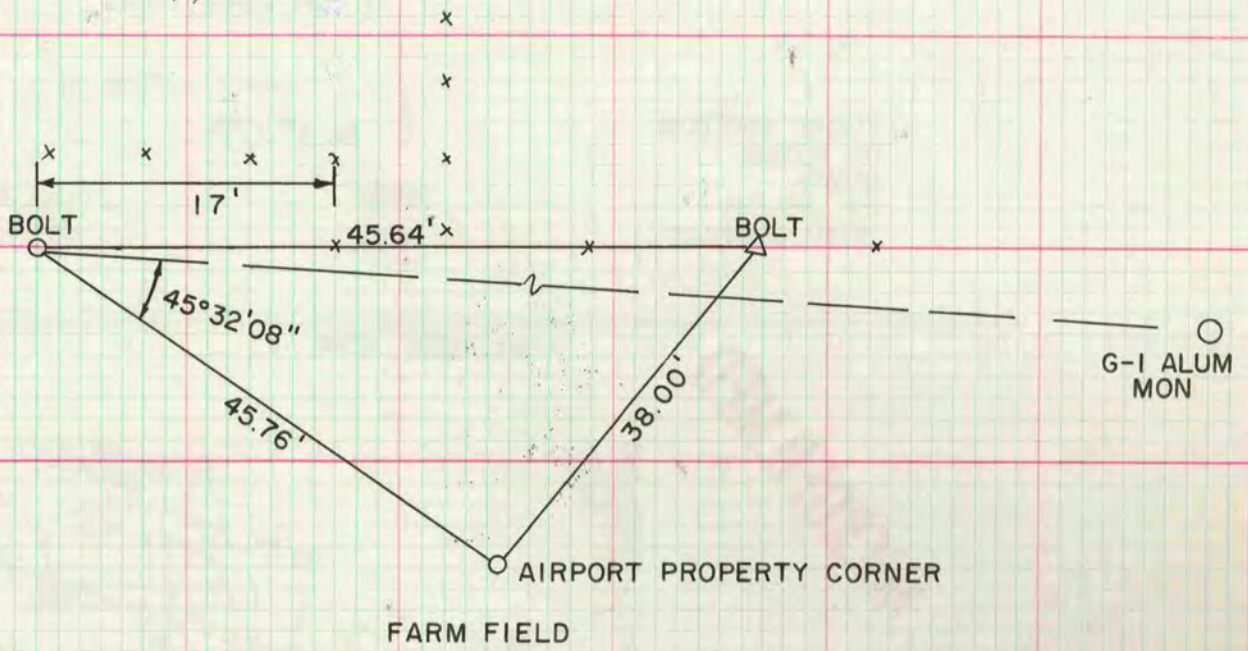 17'
BOLT
45.64'
BOLT
45°32'08"
G-1 ALUM
MON
45.76'
38.00'
AIRPORT PROPERTY CORNER
FARM FIELD